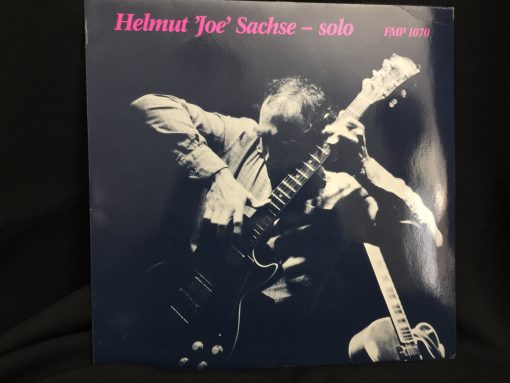 Helmut 'Joe' Sachse – solo FMP 1070